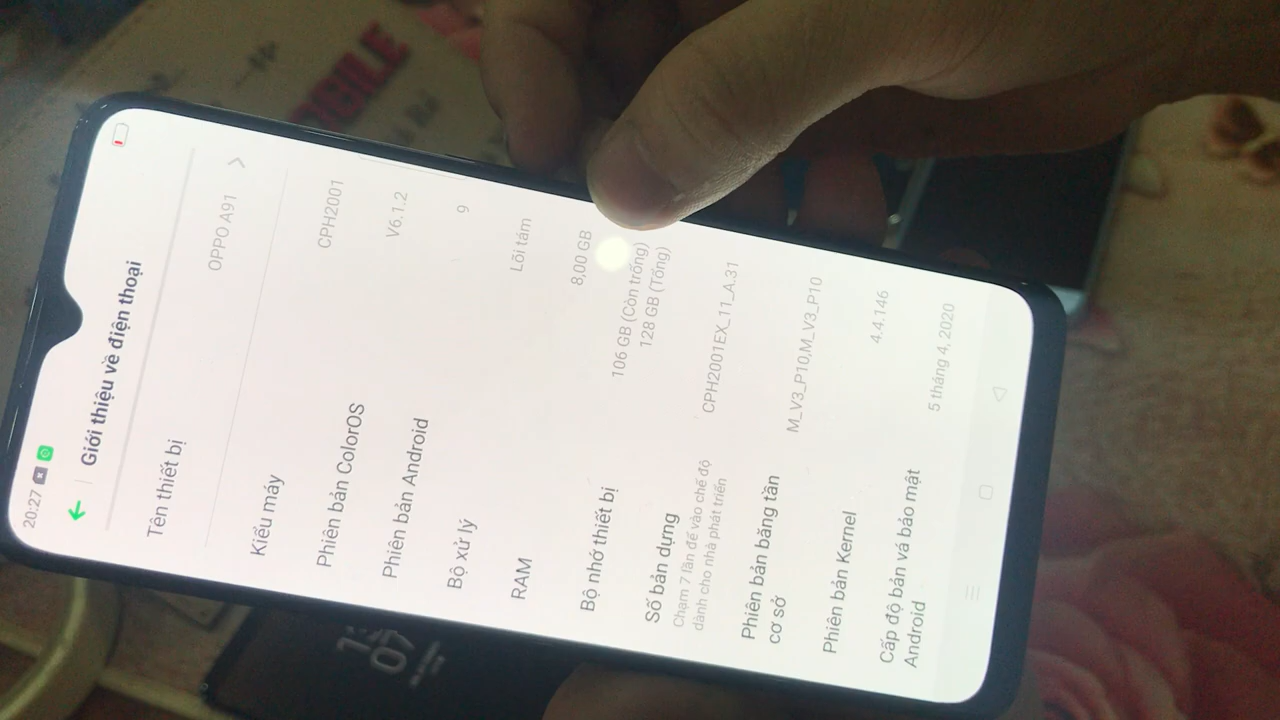 20:27
Giới thiệu về điện thoại
Tên thiết bị
OPPO A91
Kiểu máy
CPH2001
Phiên bản ColorOS
V6.1.2
Phiên bản Android
9
Bộ xử lý
Lõi tám
RAM
8,00 GB
Bộ nhớ thiết bị
106 GB (Còn trống)
128 GB (Tổng)
Số bản dựng
Chạm 7 lần để vào chế độ
dành cho nhà phát triển
CPH2001EX_11_A.31
Phiên bản băng tần
cơ sở
M_V3_P10,M_V3_P10
Phiên bản Kernel
4.4.146
Cấp độ bản vá bảo mật
Android
5 tháng 4, 2020
07